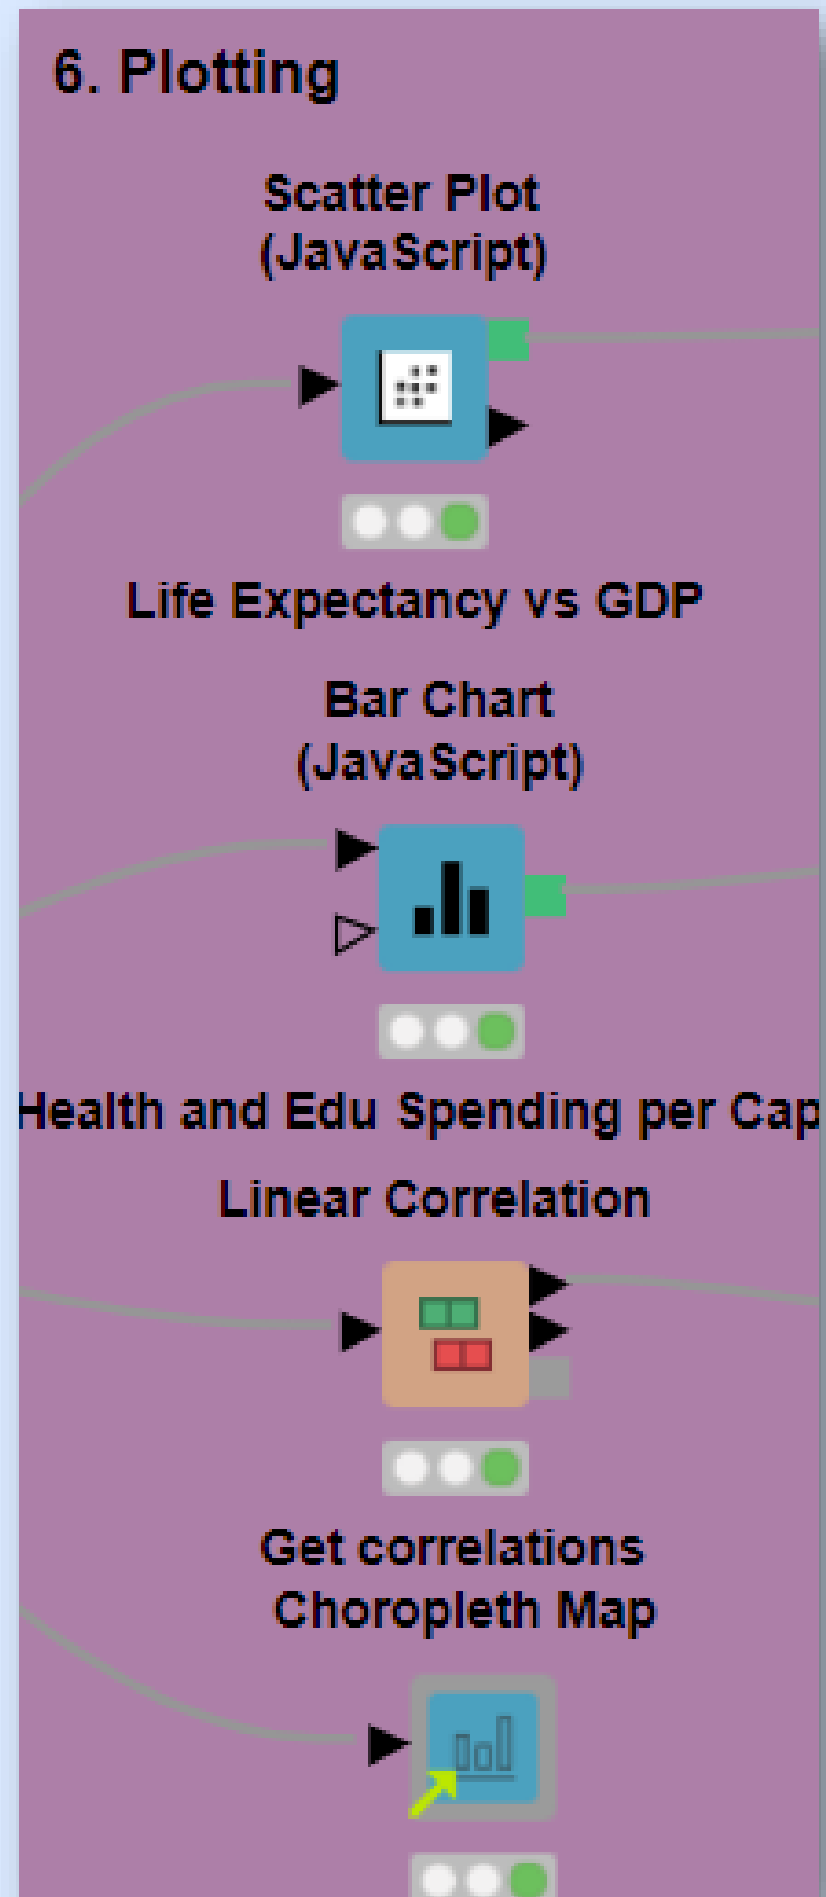 6. Plotting
Scatter Plot
(JavaScript)
Life Expectancy vs GDP
Bar Chart
(JavaScript)
Health and Edu Spending per Cap
Linear Correlation
Get correlations
Choropleth Map